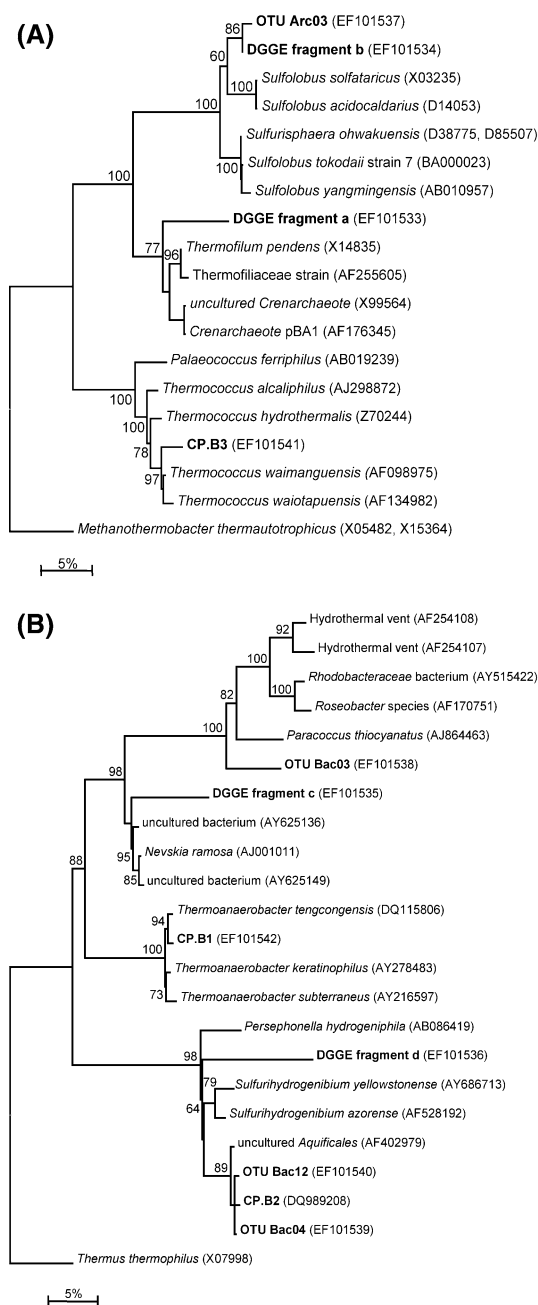 (A)
86
OTU Arc03 (EF101537)
DGGE fragment b (EF101534)
60
Sulfolobus solfataricus (X03235)
100
Sulfolobus acidocaldarius (D14053)
100
Sulfurisphaera ohwakuensis (D38775, D85507)
Sulfolobus tokodaii strain 7 (BA000023)
100
Sulfolobus yangmingensis (AB010957)
100
DGGE fragment a (EF101533)
77
Thermofilum pendens (X14835)
96
Thermofiliaceae strain (AF255605)
uncultured Crenarchaeote (X99564)
Crenarchaeote pBA1 (AF176345)
Palaeococcus ferriphilus (AB019239)
Thermococcus alcaliphilus (AJ298872)
100
Thermococcus hydrothermalis (Z70244)
100
CP.B3 (EF101541)
78
Thermococcus waimanguensis (AF098975)
97
Thermococcus waiotapuensis (AF134982)
Methanothermobacter thermautotrophicus (X05482, X15364)
5%
(B)
Hydrothermal vent (AF254108)
92
Hydrothermal vent (AF254107)
100
Rhodobacteraceae bacterium (AY515422)
100
Roseobacter species (AF170751)
82
Paracoccus thiocyanatus (AJ864463)
100
OTU Bac03 (EF101538)
98
DGGE fragment c (EF101535)
uncultured bacterium (AY625136)
Nevskia ramosa (AJ001011)
95
uncultured bacterium (AY625149)
85
88
Thermoanaerobacter tengcongensis (DQ115806)
94
CP.B1 (EF101542)
100
Thermoanaerobacter keratinophilus (AY278483)
73
Thermoanaerobacter subterraneus (AY216597)
Persephonella hydrogeniphila (AB086419)
98
DGGE fragment d (EF101536)
79
Sulfurihydrogenibium yellowstonense (AY686713)
64
Sulfurihydrogenibium azorense (AF528192)
uncultured Aquificales (AF402979)
89
OTU Bac12 (EF101540)
CP.B2 (DQ989208)
OTU Bac04 (EF101539)
Thermus thermophilus (X07998)
5%